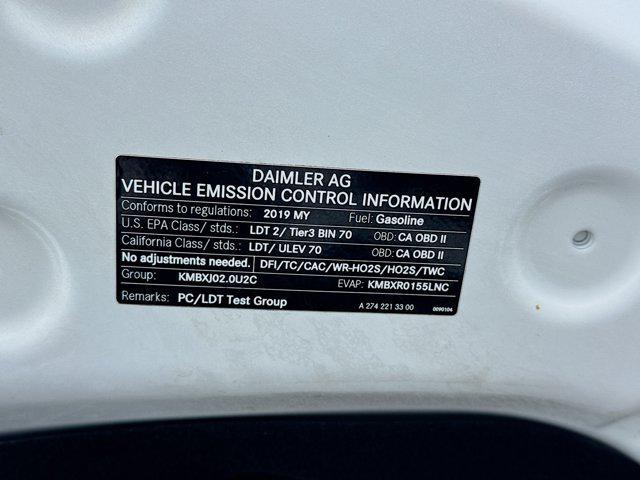 DAIMLER AG
VEHICLE EMISSION CONTROL INFORMATION
Conforms to regulations: 2019 MY Fuel: Gasoline
U.S. EPA Class/ stds.: LDT 2/ Tier3 BIN 70 OBD: CA OBD II
California Class/ stds.: LDT/ ULEV 70 OBD: CA OBD II
No adjustments needed. DFI/TC/CAC/WR-HO2S/HO2S/TWC
Group: KMBXJ02.0U2C EVAP: KMBXR0155LNC
Remarks: PC/LDT Test Group A 274 221 33 00 0090104